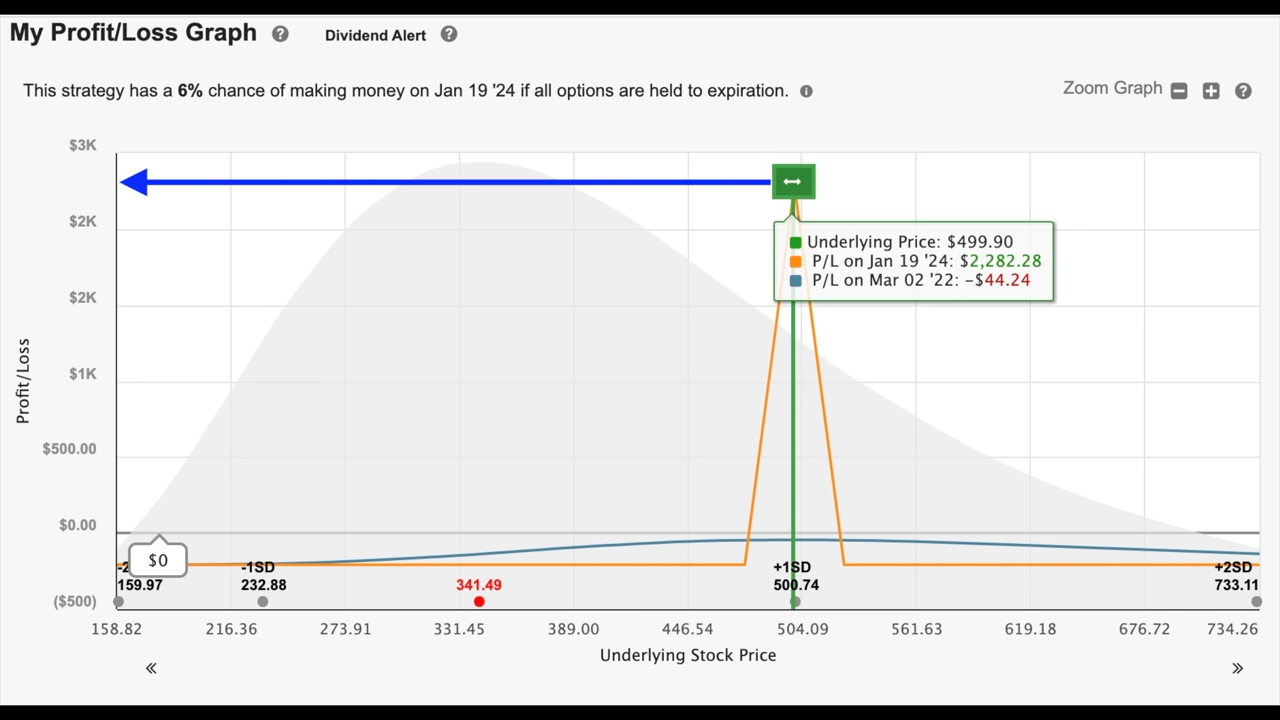 My Profit/Loss Graph ? Dividend Alert ?
This strategy has a 6% chance of making money on Jan 19 '24 if all options are held to expiration. i
Zoom Graph − + ?
$3K
$2K
Underlying Price: $499.90
P/L on Jan 19 '24: $2,282.28
P/L on Mar 02 '22: −$44.24
$2K
$1K
Profit/Loss
$500.00
$0.00
$0
-2 -1SD +1SD +2SD
159.97 232.88 341.49 500.74 733.11
($500)
158.82 216.36 273.91 331.45 389.00 446.54 504.09 561.63 619.18 676.72 734.26
Underlying Stock Price
« »